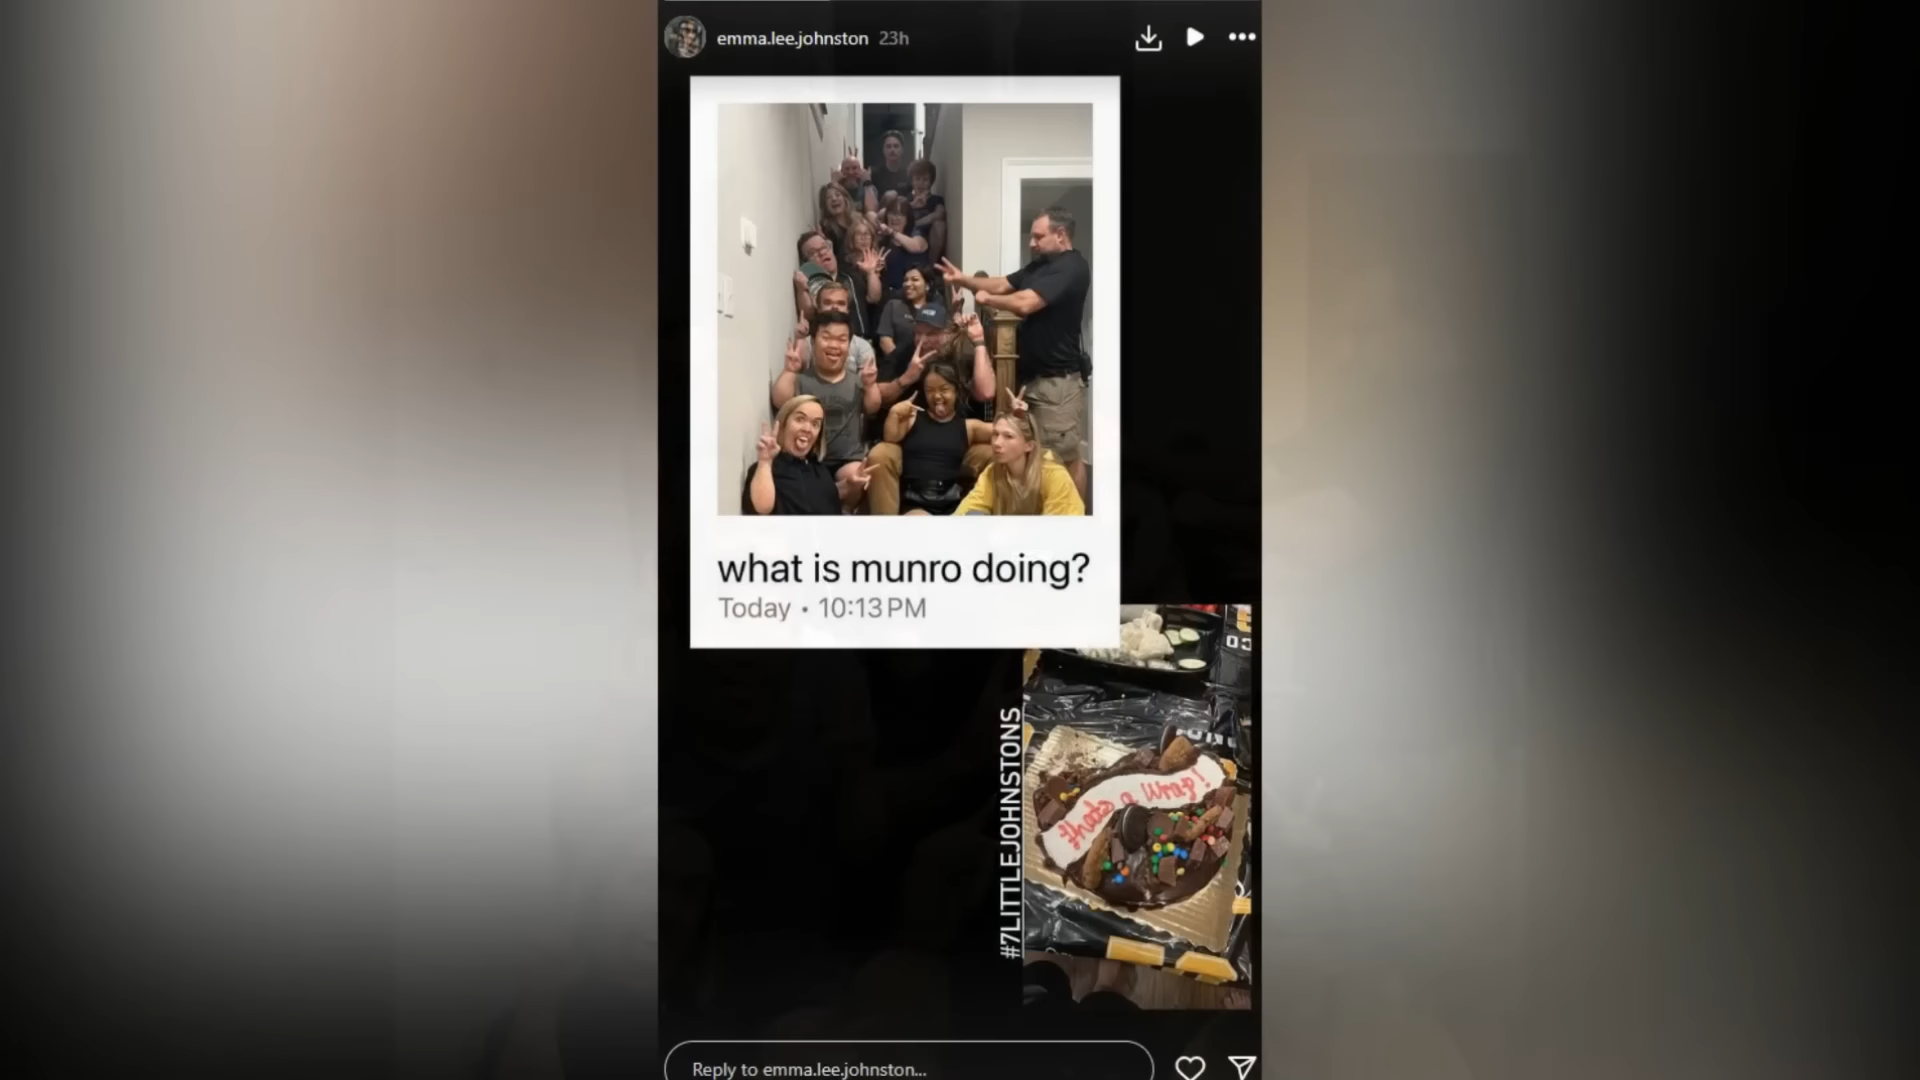 emma.lee.johnston 23h
what is munro doing?
Today • 10:13 PM
#7LITTLEJOHNSTONS
thats a wrap!
Reply to emma.lee.johnston...